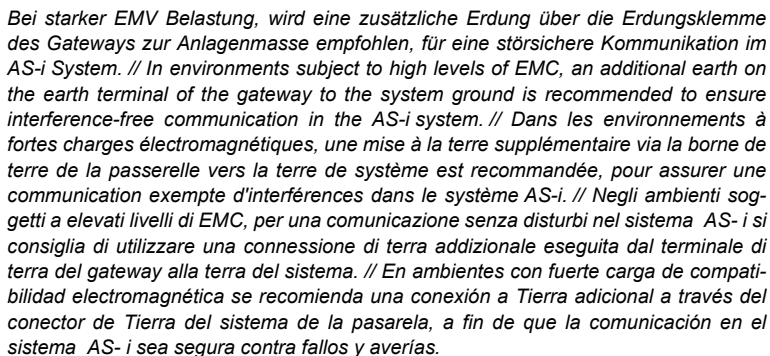 Bei starker EMV Belastung, wird eine zusätzliche Erdung über die Erdungsklemme
des Gateways zur Anlagenmasse empfohlen, für eine störsichere Kommunikation im
AS-i System. // In environments subject to high levels of EMC, an additional earth on
the earth terminal of the gateway to the system ground is recommended to ensure
interference-free communication in the AS-i system. // Dans les environnements à
fortes charges électromagnétiques, une mise à la terre supplémentaire via la borne de
terre de la passerelle vers la terre de système est recommandée, pour assurer une
communication exempte d'interférences dans le système AS-i. // Negli ambienti sog-
getti a elevati livelli di EMC, per una comunicazione senza disturbi nel sistema AS- i si
consiglia di utilizzare una connessione di terra addizionale eseguita dal terminale di
terra del gateway alla terra del sistema. // En ambientes con fuerte carga de compati-
bilidad electromagnética se recomienda una conexión a Tierra adicional a través del
conector de Tierra del sistema de la pasarela, a fin de que la comunicación en el
sistema AS- i sea segura contra fallos y averías.